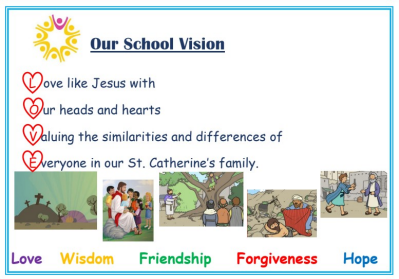 Our School Vision
Love like Jesus with
Our heads and hearts
Valuing the similarities and differences of
Everyone in our St. Catherine's family.
Love Wisdom Friendship Forgiveness Hope